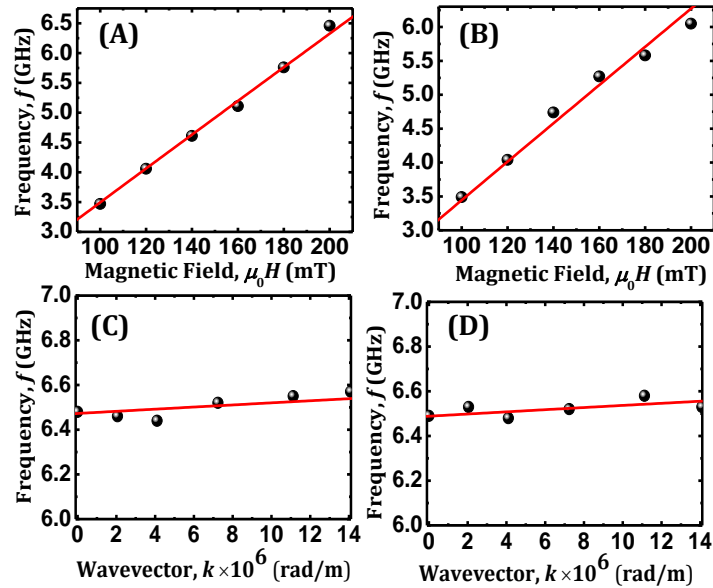 (A)
Frequency, f (GHz)
6.5
6.0
5.5
5.0
4.5
4.0
3.5
3.0
100 120 140 160 180 200
Magnetic Field, μ₀H (mT)
(B)
Frequency, f (GHz)
6.0
5.5
5.0
4.5
4.0
3.5
3.0
100 120 140 160 180 200
Magnetic Field, μ₀H (mT)
(C)
Frequency, f (GHz)
7.0
6.8
6.6
6.4
6.2
6.0
0 2 4 6 8 10 12 14
Wavevector, k ×10⁶ (rad/m)
(D)
Frequency, f (GHz)
7.0
6.8
6.6
6.4
6.2
6.0
0 2 4 6 8 10 12 14
Wavevector, k ×10⁶ (rad/m)